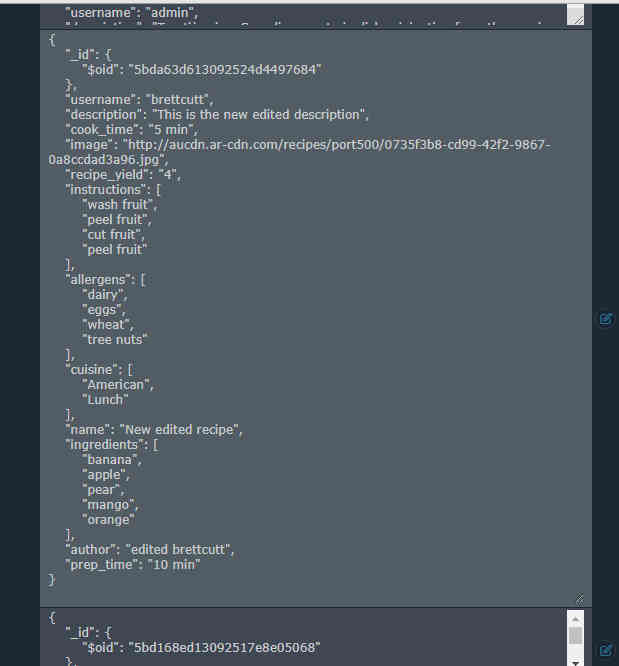 "username": "admin",
{
"_id": {
"$oid": "5bda63d613092524d4497684"
},
"username": "brettcutt",
"description": "This is the new edited description",
"cook_time": "5 min",
"image": "http://aucdn.ar-cdn.com/recipes/port500/0735f3b8-cd99-42f2-9867-
0a8ccdad3a96.jpg",
"recipe_yield": "4",
"instructions": [
"wash fruit",
"peel fruit",
"cut fruit",
"peel fruit"
],
"allergens": [
"dairy",
"eggs",
"wheat",
"tree nuts"
],
"cuisine": [
"American",
"Lunch"
],
"name": "New edited recipe",
"ingredients": [
"banana",
"apple",
"pear",
"mango",
"orange"
],
"author": "edited brettcutt",
"prep_time": "10 min"
}
{
"_id": {
"$oid": "5bd168ed13092517e8e05068"
},